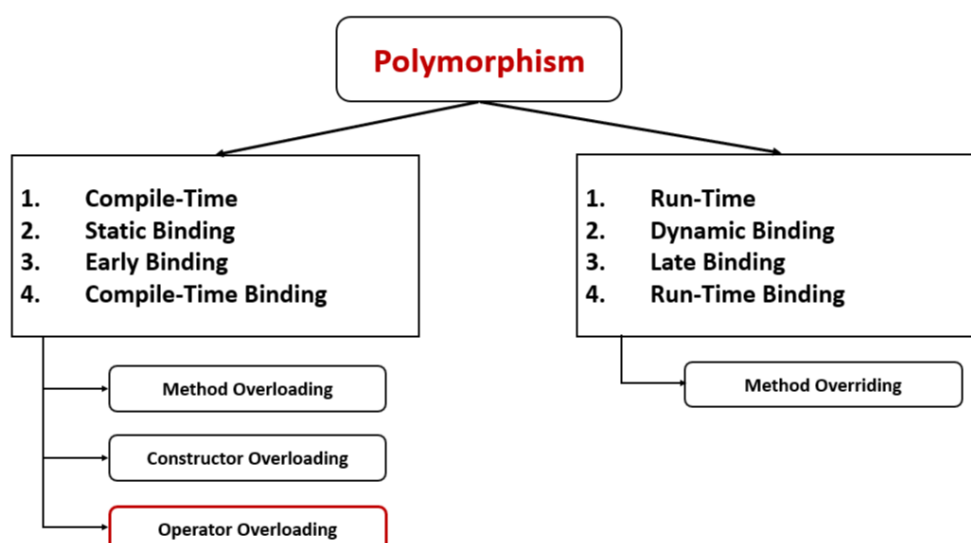 Polymorphism
1. Compile-Time
2. Static Binding
3. Early Binding
4. Compile-Time Binding
Method Overloading
Constructor Overloading
Operator Overloading
1. Run-Time
2. Dynamic Binding
3. Late Binding
4. Run-Time Binding
Method Overriding